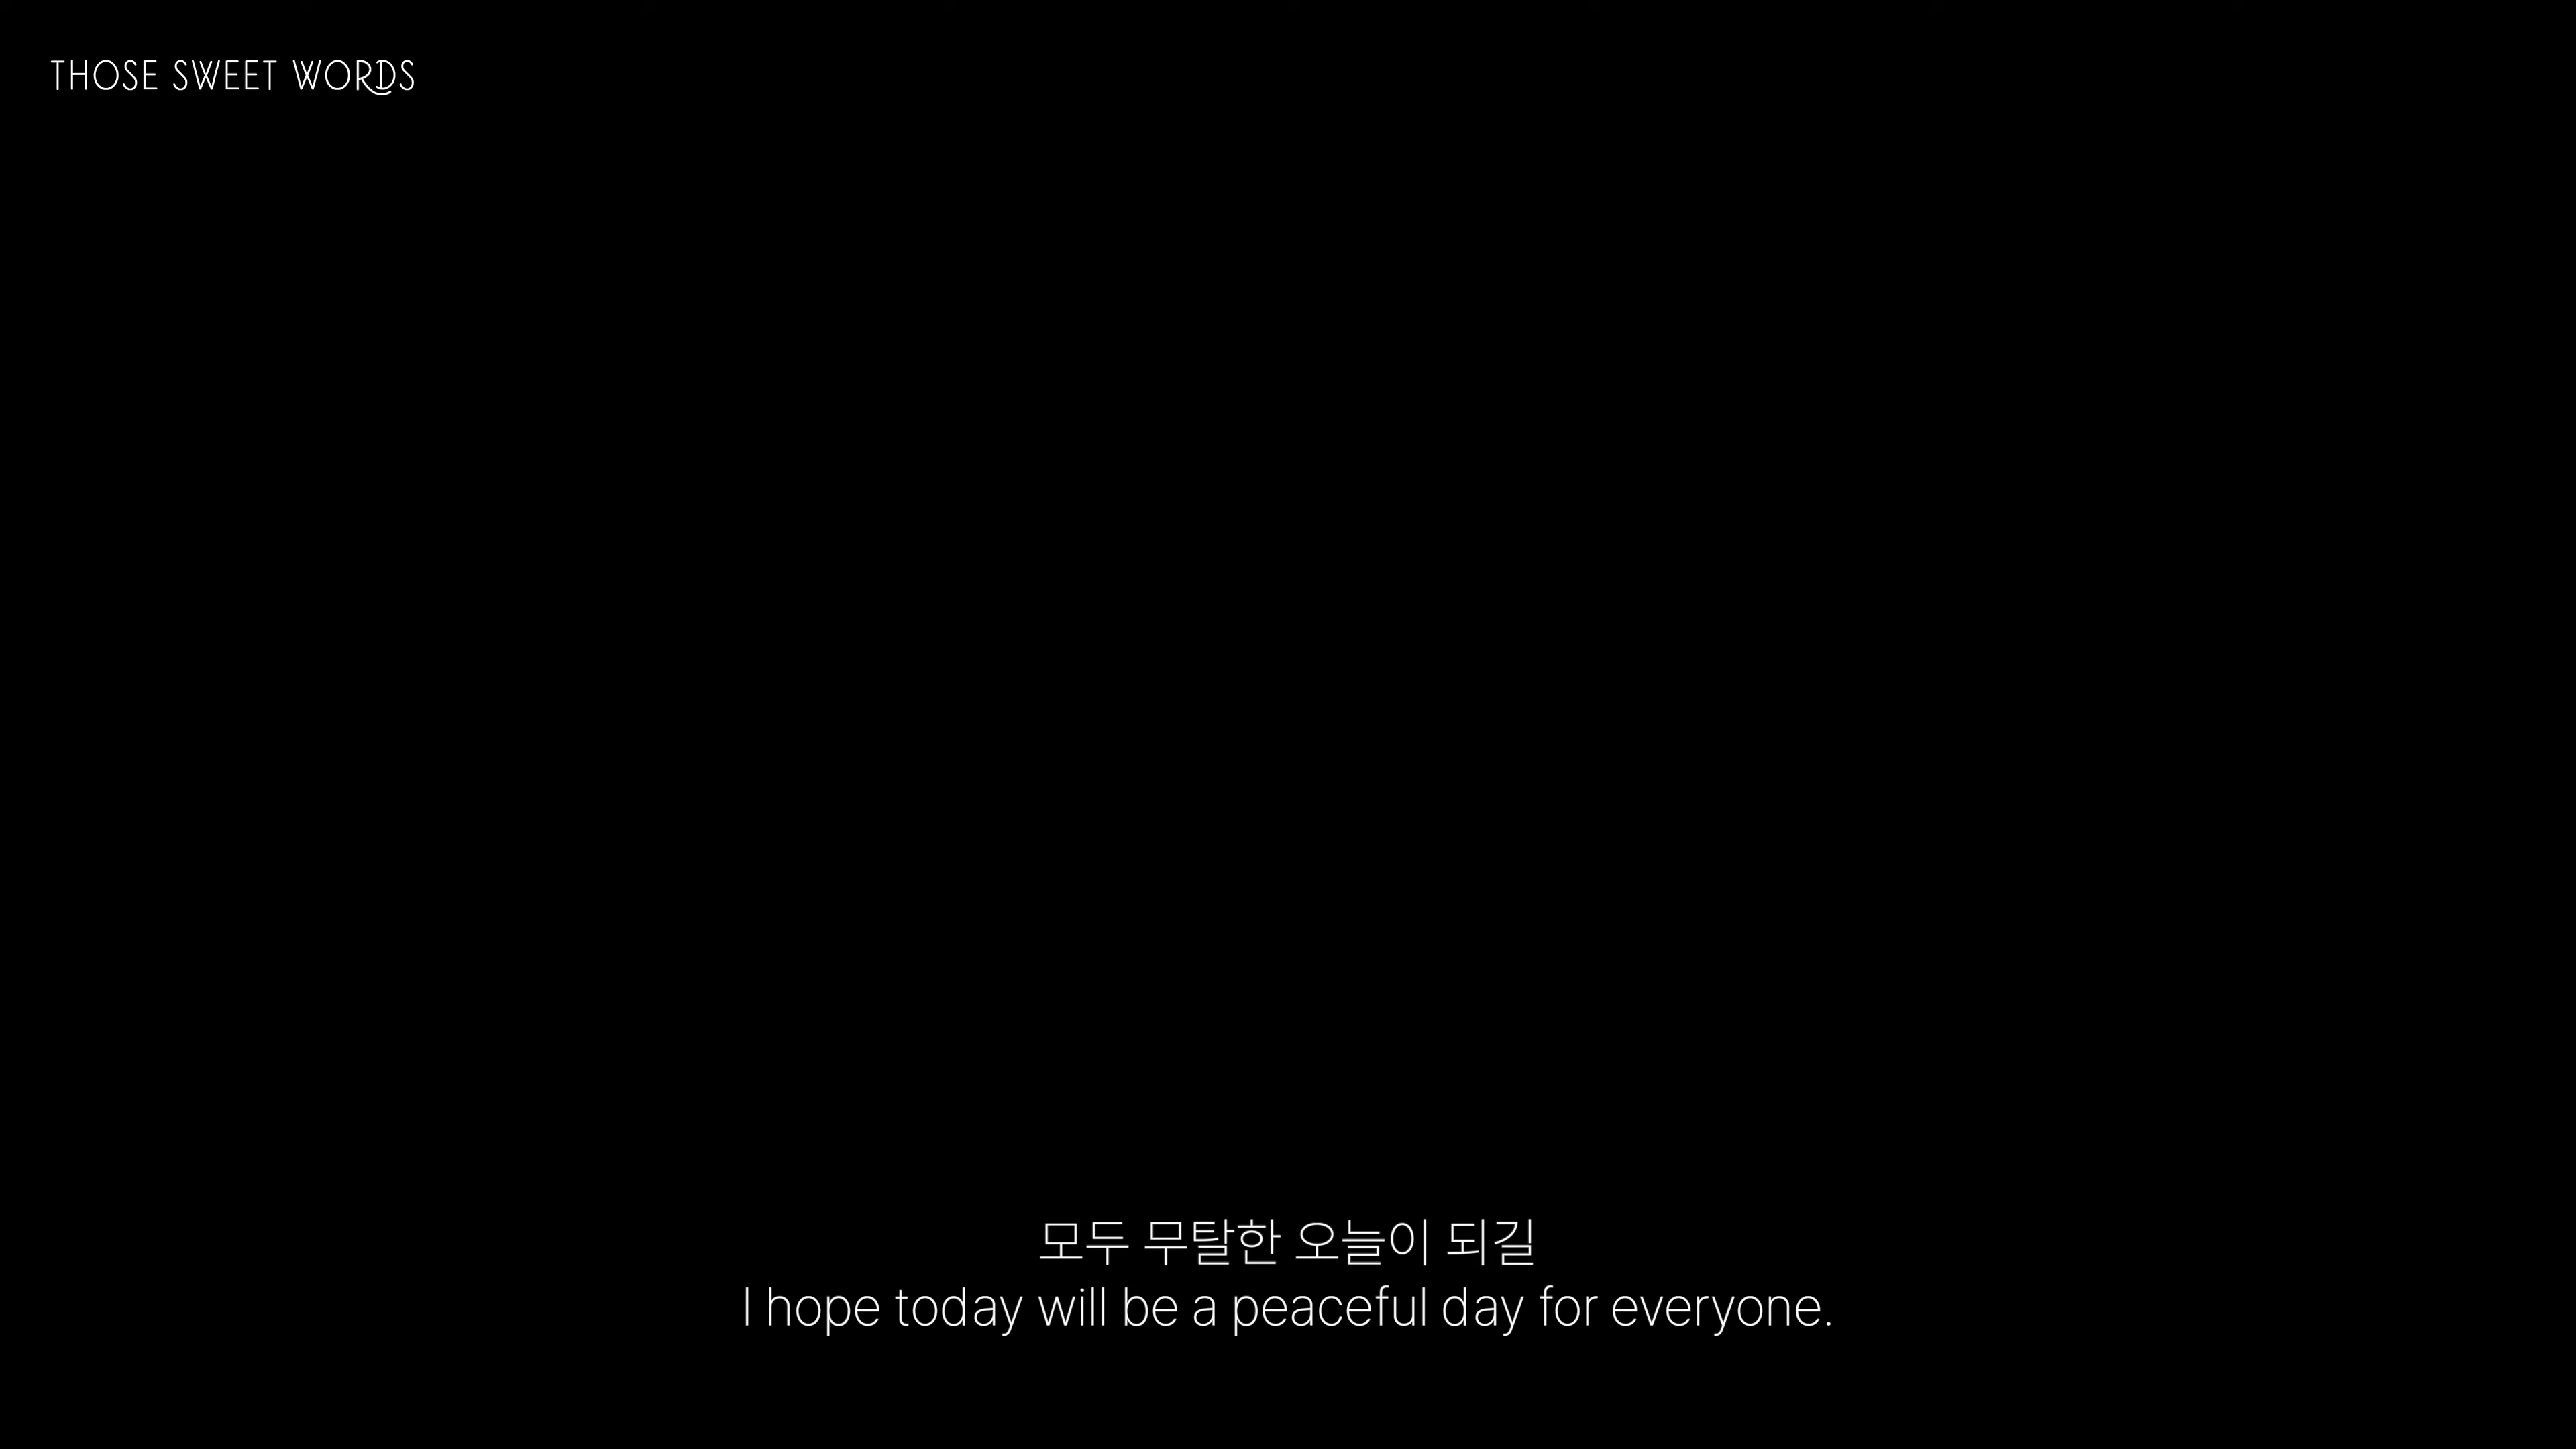 THOSE SWEET WORDS
모두 무탈한 오늘이 되길
I hope today will be a peaceful day for everyone.